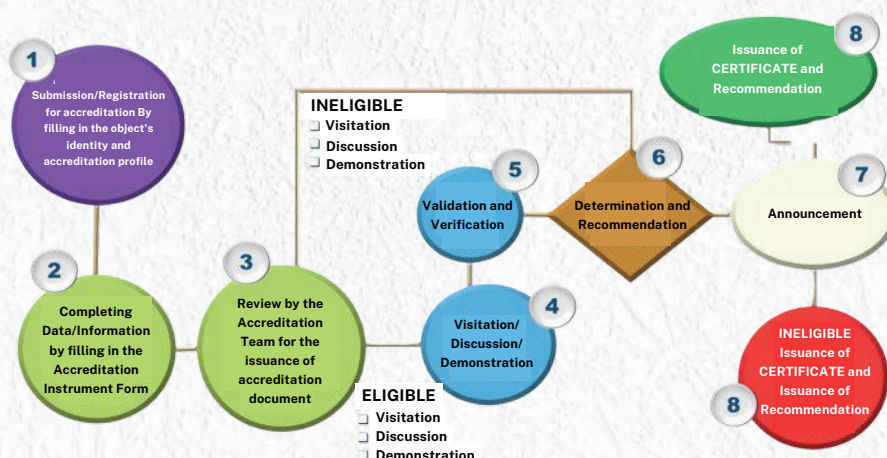 1
Submission/Registration
for accreditation By
filling in the object's
identity and
accreditation profile
2
Completing
Data/Information
by filling in the
Accreditation
Instrument Form
3
Review by the
Accreditation
Team for the
issuance of
accreditation
document
INELIGIBLE
Visitation
Discussion
Demonstration
ELIGIBLE
Visitation
Discussion
Demonstration
4
Visitation/
Discussion/
Demonstration
5
Validation and
Verification
6
Determination and
Recommendation
7
Announcement
8
Issuance of
CERTIFICATE and
Recommendation
8
INELIGIBLE
Issuance of
CERTIFICATE and
Issuance of
Recommendation